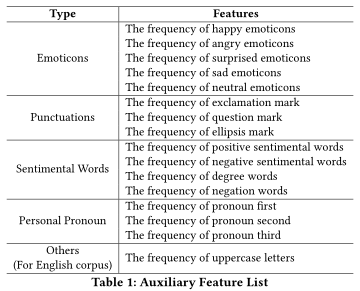 Type Features
Emoticons
The frequency of happy emoticons
The frequency of angry emoticons
The frequency of surprised emoticons
The frequency of sad emoticons
The frequency of neutral emoticons
Punctuations
The frequency of exclamation mark
The frequency of question mark
The frequency of ellipsis mark
Sentimental Words
The frequency of positive sentimental words
The frequency of negative sentimental words
The frequency of degree words
The frequency of negation words
Personal Pronoun
The frequency of pronoun first
The frequency of pronoun second
The frequency of pronoun third
Others
(For English corpus)
The frequency of uppercase letters
Table 1: Auxiliary Feature List